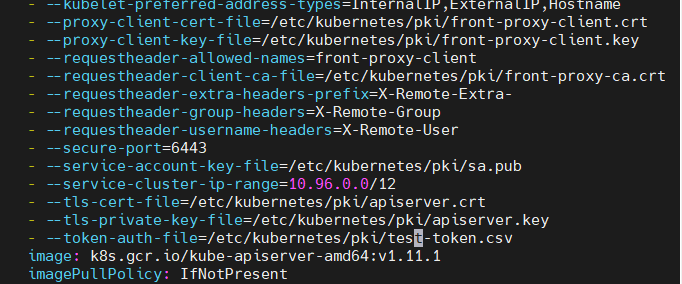 - --kubelet-preferred-address-types=InternalIP,ExternalIP,Hostname
- --proxy-client-cert-file=/etc/kubernetes/pki/front-proxy-client.crt
- --proxy-client-key-file=/etc/kubernetes/pki/front-proxy-client.key
- --requestheader-allowed-names=front-proxy-client
- --requestheader-client-ca-file=/etc/kubernetes/pki/front-proxy-ca.crt
- --requestheader-extra-headers-prefix=X-Remote-Extra-
- --requestheader-group-headers=X-Remote-Group
- --requestheader-username-headers=X-Remote-User
- --secure-port=6443
- --service-account-key-file=/etc/kubernetes/pki/sa.pub
- --service-cluster-ip-range=10.96.0.0/12
- --tls-cert-file=/etc/kubernetes/pki/apiserver.crt
- --tls-private-key-file=/etc/kubernetes/pki/apiserver.key
- --token-auth-file=/etc/kubernetes/pki/test-token.csv
image: k8s.gcr.io/kube-apiserver-amd64:v1.11.1
imagePullPolicy: IfNotPresent